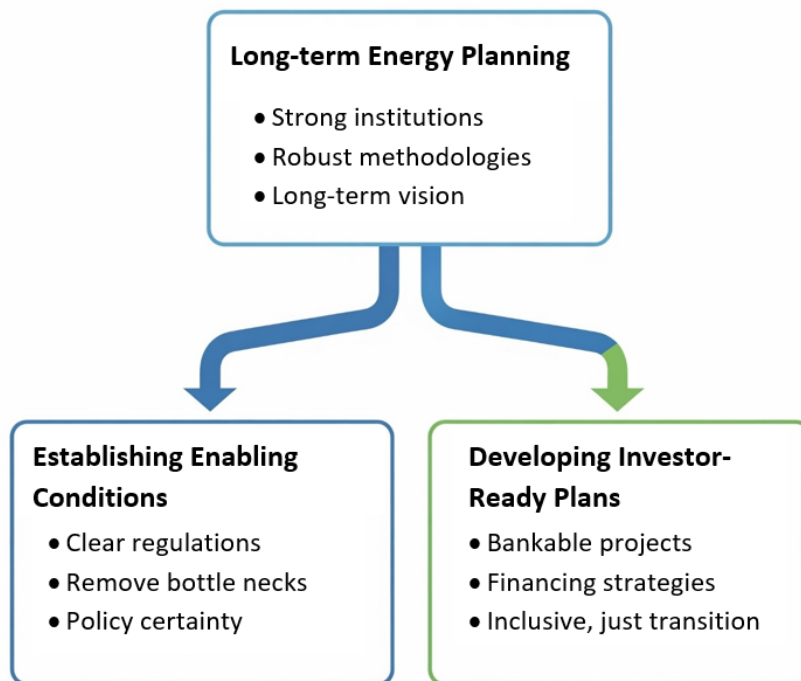 Long-term Energy Planning
• Strong institutions
• Robust methodologies
• Long-term vision
Establishing Enabling
Conditions
• Clear regulations
• Remove bottle necks
• Policy certainty
Developing Investor-
Ready Plans
• Bankable projects
• Financing strategies
• Inclusive, just transition